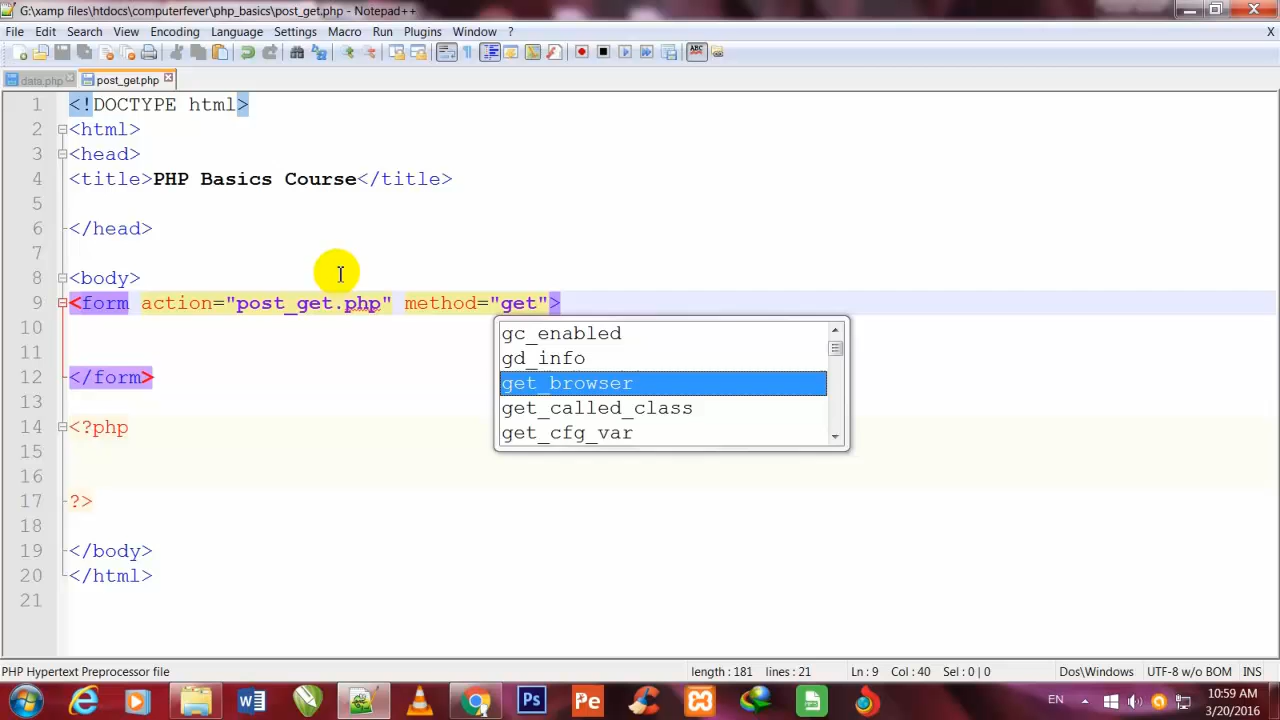 G:\xamp files\htdocs\computerfever\php_basics\post_get.php - Notepad++
File Edit Search View Encoding Language Settings Macro Run Plugins Window ? X
data.php post_get.php
1 <!DOCTYPE html>
2 <html>
3 <head>
4 <title>PHP Basics Course</title>
5
6 </head>
7
8 <body>
9 <form action="post_get.php" method="get">
10
11
12 </form>
13
14 <?php
15
16
17 ?>
18
19 </body>
20 </html>
21
gc_enabled
gd_info
get_browser
get_called_class
get_cfg_var
PHP Hypertext Preprocessor file length : 181 lines : 21 Ln : 9 Col : 40 Sel : 0 | 0 Dos\Windows UTF-8 w/o BOM INS
W Ps Pe EN 10:59 AM
3/20/2016